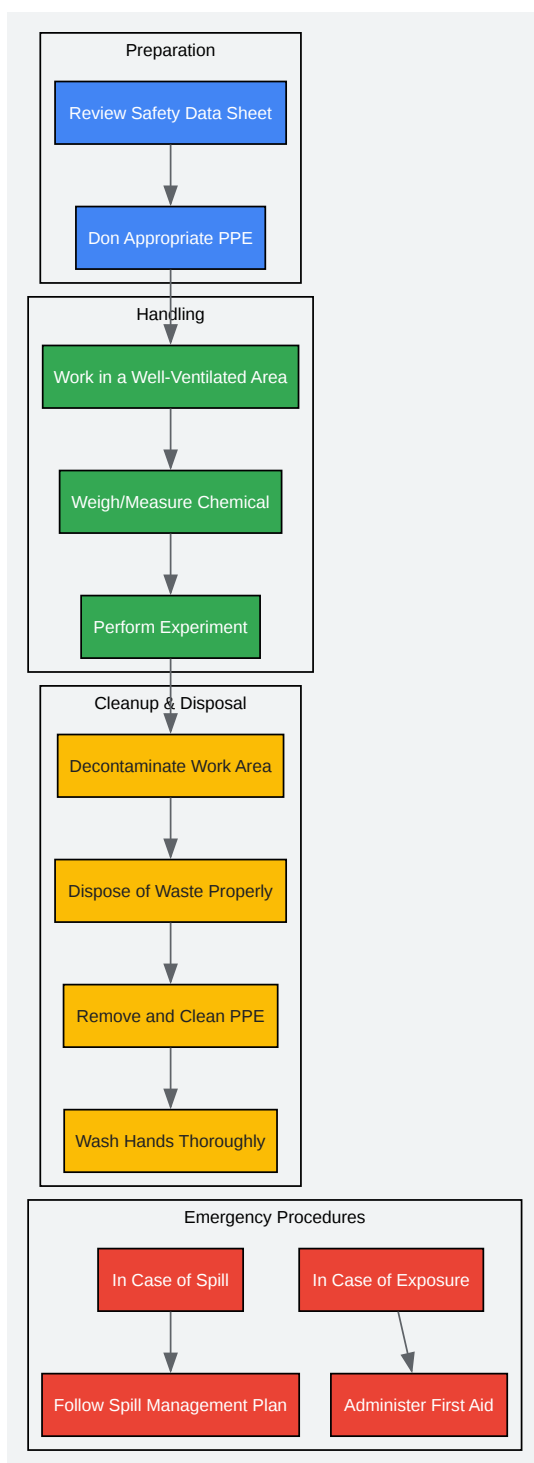 Preparation
Review Safety Data Sheet
Don Appropriate PPE
Handling
Work in a Well-Ventilated Area
Weigh/Measure Chemical
Perform Experiment
Cleanup & Disposal
Decontaminate Work Area
Dispose of Waste Properly
Remove and Clean PPE
Wash Hands Thoroughly
Emergency Procedures
In Case of Spill
In Case of Exposure
Follow Spill Management Plan
Administer First Aid